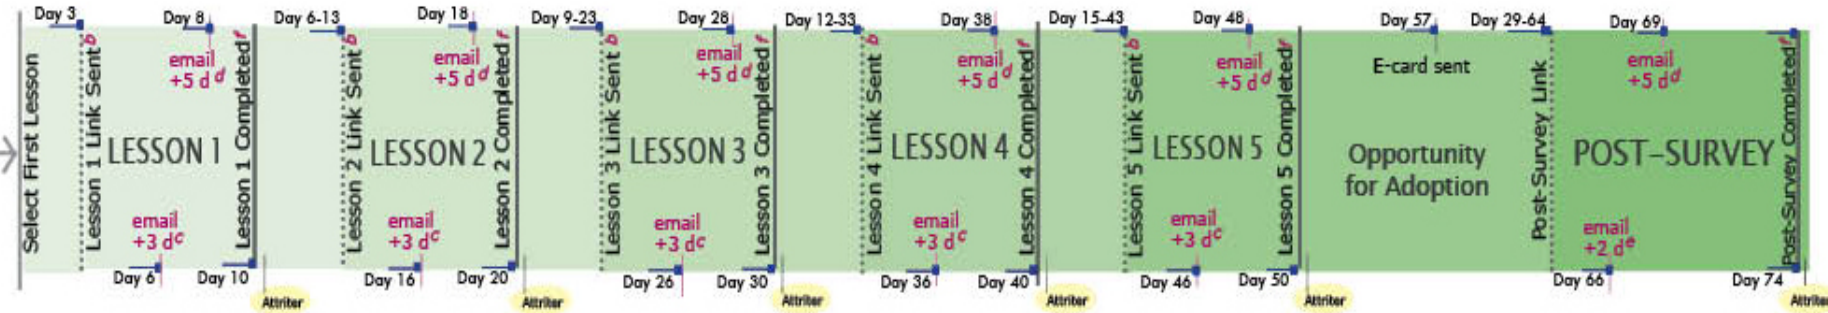 Day 3
Day 8
Day 6-13
Day 18
Day 9-23
Day 28
Day 12-33
Day 38
Day 15-43
Day 48
Day 57
Day 29-64
Day 69
Select First Lesson
Lesson 1 Link Sent b
email
+5 d d
LESSON 1
email
+3 d c
Lesson 1 Completed f
Lesson 2 Link Sent b
email
+5 d d
LESSON 2
email
+3 d c
Lesson 2 Completed f
Lesson 3 Link Sent b
email
+5 d d
LESSON 3
email
+3 d c
Lesson 3 Completed f
Lesson 4 Link Sent b
email
+5 d d
LESSON 4
email
+3 d c
Lesson 4 Completed f
Lesson 5 Link Sent b
email
+5 d d
LESSON 5
email
+3 d c
Lesson 5 Completed f
E-card sent
Opportunity
for Adoption
Post-Survey Link
email
+5 d d
POST-SURVEY
email
+2 d e
Post-Survey Completed f
Day 6
Day 10
Day 16
Day 20
Day 26
Day 30
Day 36
Day 40
Day 46
Day 50
Day 66
Day 74
Attriter
Attriter
Attriter
Attriter
Attriter
Attriter